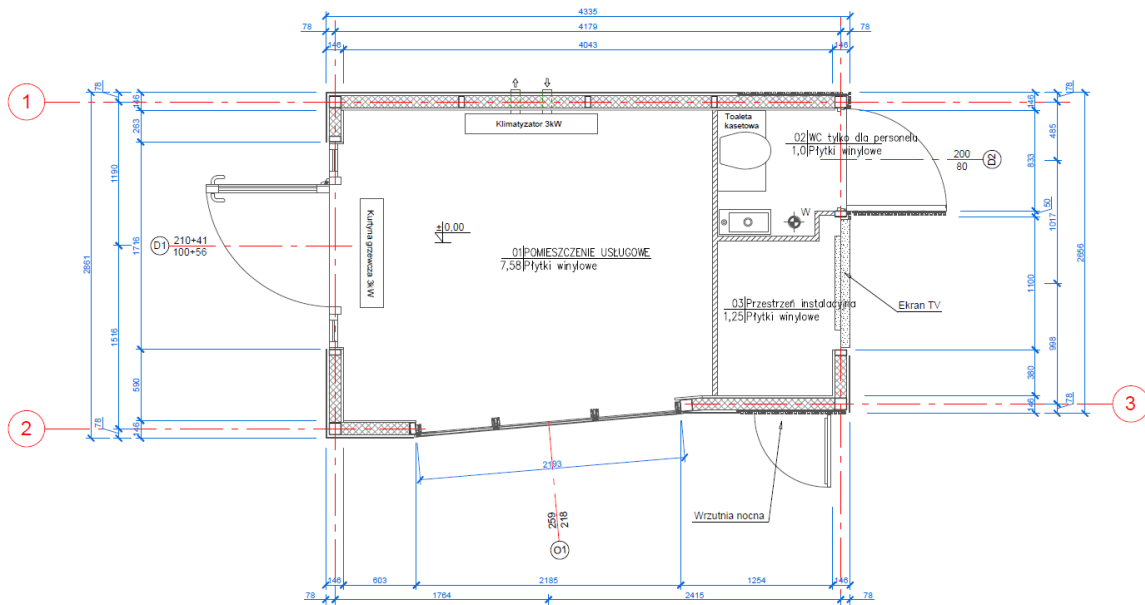 4335
78 4179 78
146 4043 146
1
78
146
263
1190
1716
2861
1516
590
146
78
2
Klimatyzator 3kW
Toaleta
kasetowa
02 WC tylko dla personelu
1,0 Płytki winylowe
200
80
D2
W
±0,00
01 POMIESZCZENIE USŁUGOWE
7,58 Płytki winylowe
Kurtyna grzewcza 3kW
D1
210+41
100+56
03 Przestrzeń instalacyjna
1,25 Płytki winylowe
Ekran TV
78
146
485
833
50
1017
2656
1100
998
380
146
78
3
2193
259
218
O1
Wrzutnia nocna
146 603 2185 1254 146
78 1764 2415 78